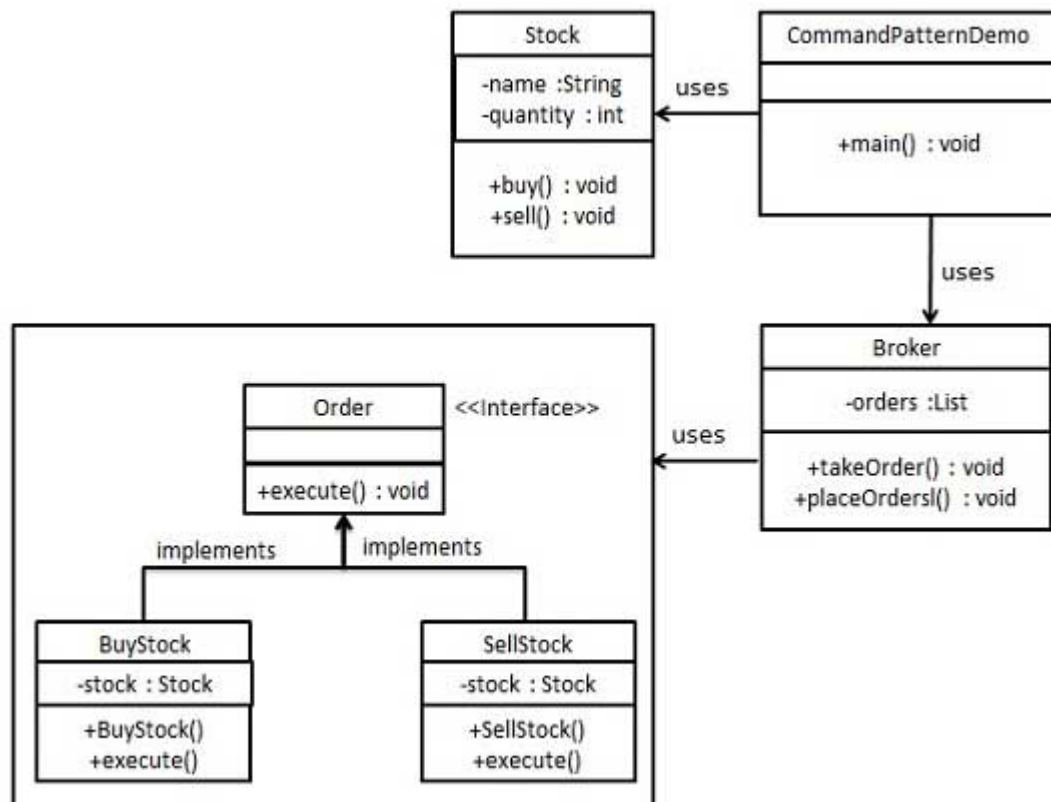 Stock
-name :String
-quantity : int
+buy() : void
+sell() : void
uses
CommandPatternDemo
+main() : void
uses
Broker
-orders :List
+takeOrder() : void
+placeOrdersl() : void
uses
Order
<<Interface>>
+execute() : void
implements
implements
BuyStock
-stock : Stock
+BuyStock()
+execute()
SellStock
-stock : Stock
+SellStock()
+execute()